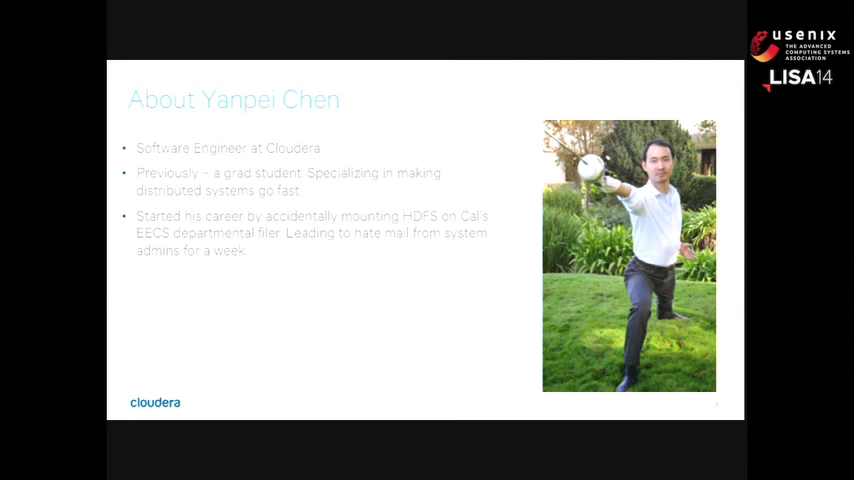 usenix
THE ADVANCED
COMPUTING SYSTEMS
ASSOCIATION
LISA14
About Yanpei Chen
• Software Engineer at Cloudera
• Previously – a grad student. Specializing in making
distributed systems go fast.
• Started his career by accidentally mounting HDFS on Cal's
EECS departmental filer. Leading to hate mail from system
admins for a week.
cloudera